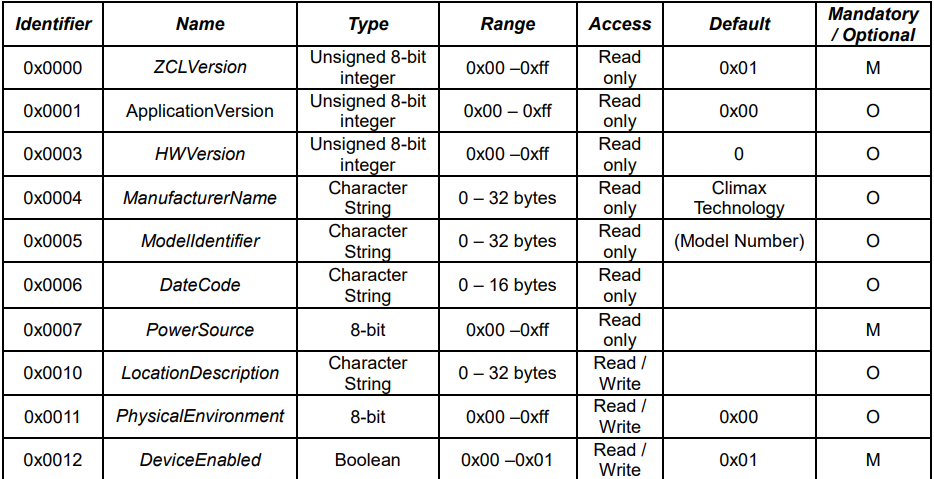 Identifier Name Type Range Access Default Mandatory / Optional
0x0000 ZCLVersion Unsigned 8-bit integer 0x00 –0xff Read only 0x01 M
0x0001 ApplicationVersion Unsigned 8-bit integer 0x00 – 0xff Read only 0x00 O
0x0003 HWVersion Unsigned 8-bit integer 0x00 –0xff Read only 0 O
0x0004 ManufacturerName Character String 0 – 32 bytes Read only Climax Technology O
0x0005 ModelIdentifier Character String 0 – 32 bytes Read only (Model Number) O
0x0006 DateCode Character String 0 – 16 bytes Read only O
0x0007 PowerSource 8-bit 0x00 –0xff Read only M
0x0010 LocationDescription Character String 0 – 32 bytes Read / Write O
0x0011 PhysicalEnvironment 8-bit 0x00 –0xff Read / Write 0x00 O
0x0012 DeviceEnabled Boolean 0x00 –0x01 Read / Write 0x01 M